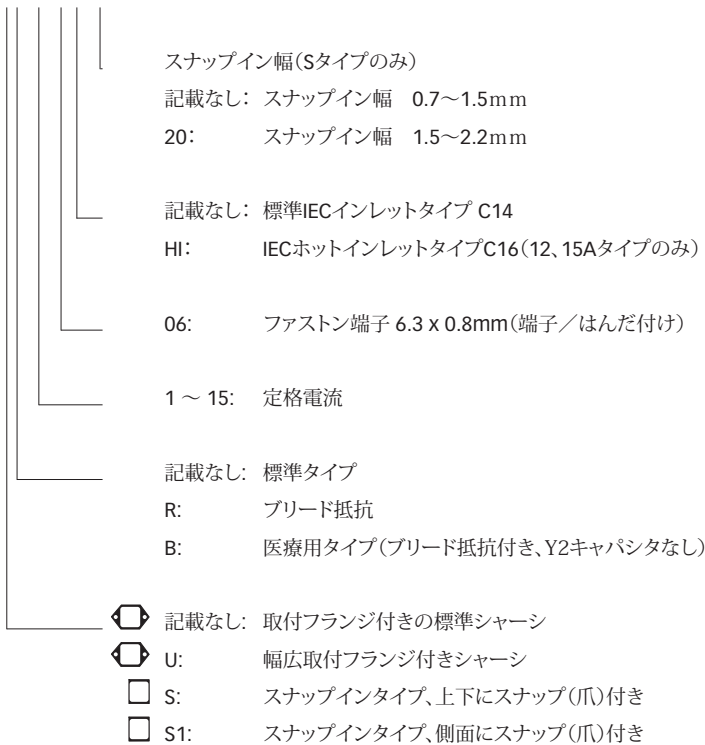 スナップイン幅（Sタイプのみ）
記載なし： スナップイン幅　0.7～1.5mm
20： スナップイン幅　1.5～2.2mm
記載なし： 標準IECインレットタイプ C14
HI： IECホットインレットタイプC16（12、15Aタイプのみ）
06: ファストン端子 6.3 x 0.8mm（端子／はんだ付け）
1 ～ 15: 定格電流
記載なし: 標準タイプ
R: ブリード抵抗
B: 医療用タイプ（ブリード抵抗付き、Y2キャパシタなし）
記載なし: 取付フランジ付きの標準シャーシ
U: 幅広取付フランジ付きシャーシ
S: スナップインタイプ、上下にスナップ（爪）付き
S1: スナップインタイプ、側面にスナップ（爪）付き